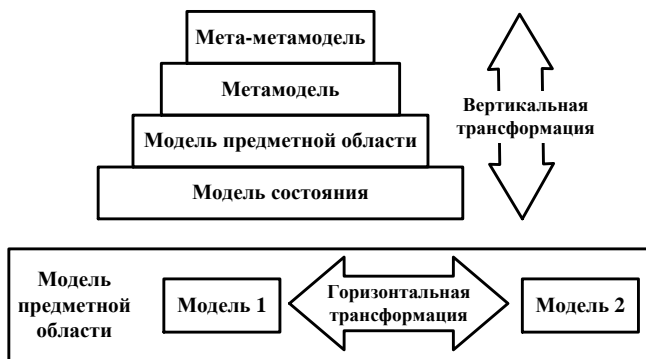 Мета-метамодель
Метамодель
Модель предметной области
Модель состояния
Вертикальная
трансформация
Модель
предметной
области
Модель 1
Горизонтальная
трансформация
Модель 2